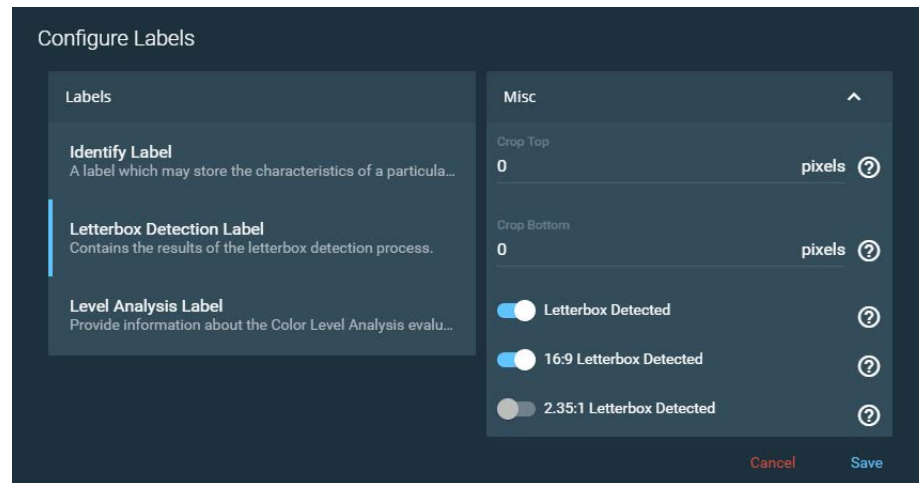 Configure Labels
Labels
Identify Label
A label which may store the characteristics of a particula...
Letterbox Detection Label
Contains the results of the letterbox detection process.
Level Analysis Label
Provide information about the Color Level Analysis evalu...
Misc
Crop Top
0 pixels ?
Crop Bottom
0 pixels ?
Letterbox Detected ?
16:9 Letterbox Detected ?
2.35:1 Letterbox Detected ?
Cancel Save